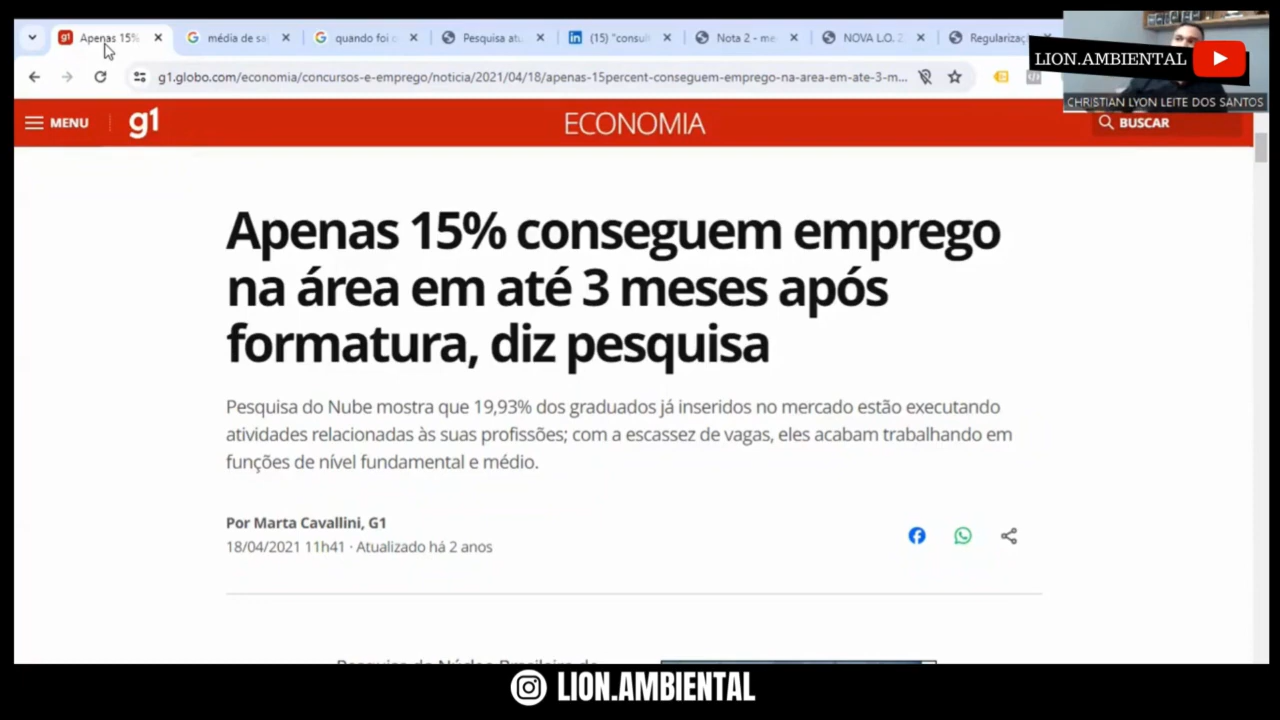 Apenas 15%
média de sa
quando foi
Pesquisa at
(15) "consul
Nota 2 - me
NOVA L.O. 2
Regularizaç
LION.AMBIENTAL
g1.globo.com/economia/concursos-e-emprego/noticia/2021/04/18/apenas-15percent-conseguem-emprego-na-area-em-ate-3-m...
CHRISTIAN LYON LEITE DOS SANTOS
MENU
g1
ECONOMIA
BUSCAR
Apenas 15% conseguem emprego
na área em até 3 meses após
formatura, diz pesquisa
Pesquisa do Nube mostra que 19,93% dos graduados já inseridos no mercado estão executando
atividades relacionadas às suas profissões; com a escassez de vagas, eles acabam trabalhando em
funções de nível fundamental e médio.
Por Marta Cavallini, G1
18/04/2021 11h41 · Atualizado há 2 anos
LION.AMBIENTAL